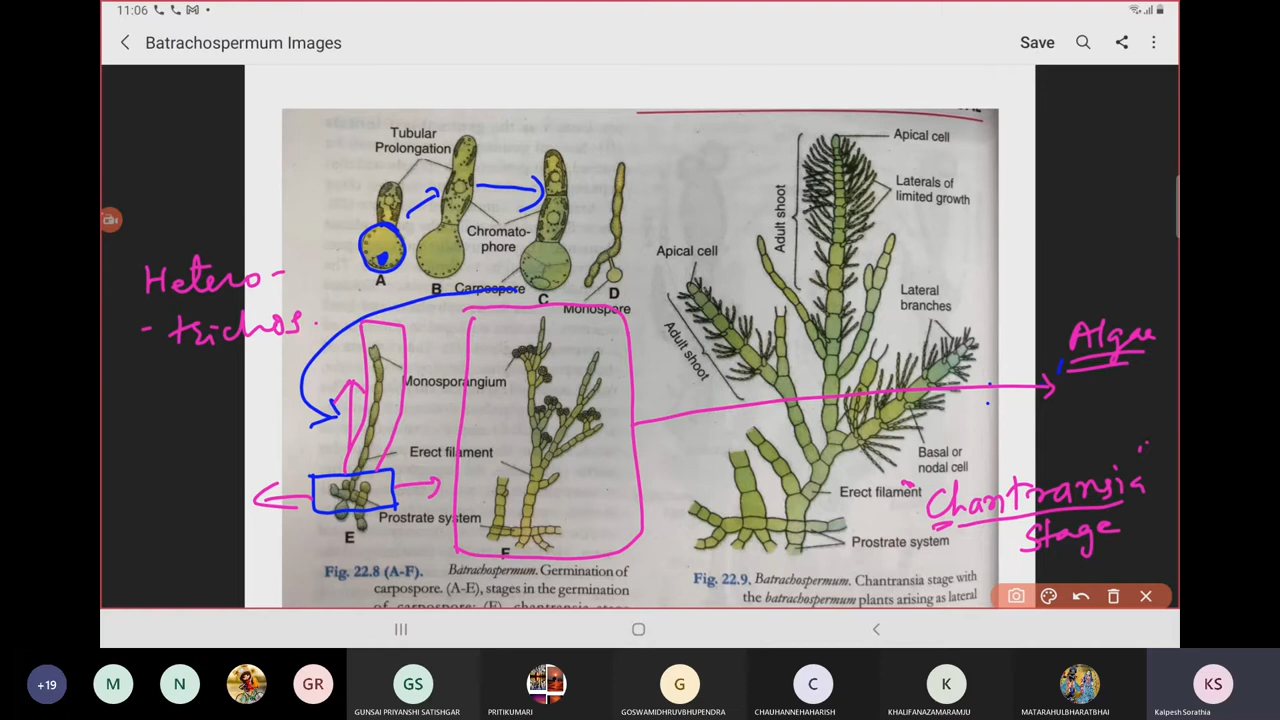 11:06
Batrachospermum Images
Save
Tubular
Prolongation
Apical cell
Laterals of
limited growth
Adult shoot
Chromato-
phore
Apical cell
A
B
Carpospore
C
D
Monospore
Lateral
branches
Hetero-
- trichos.
Adult shoot
Algae
Monosporangium
Erect filament
Basal or
nodal cell
Erect filament
"Chantransia"
Stage
Prostrate system
E
F
Prostrate system
Fig. 22.8 (A-F). Batrachospermum. Germination of
carpospore. (A-E), stages in the germination
of carpospore; (F), chantransia stage
Fig. 22.9. Batrachospermum. Chantransia stage with
the batrachospermum plants arising as lateral
+19
M
N
GR
GS
G
C
K
KS
GUNSAI PRIYANSHI SATISHGAR
PRITIKUMARI
GOSWAMIDHRUVBHUPENDRA
CHAUHANNEHAHARISH
KHALIFANAZAMARAMJU
MATARAHULBHARATBHAI
Kalpesh Sorathia